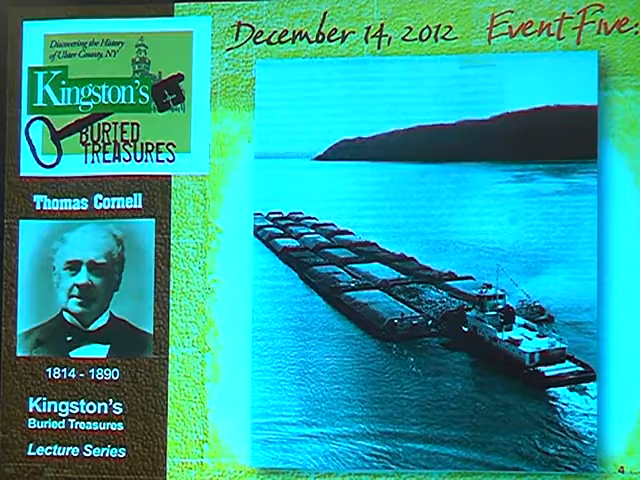 Discovering the History
of Ulster County, NY
Kingston's
BURIED
TREASURES
December 14, 2012 Event Five:
Thomas Cornell
1814 - 1890
Kingston's
Buried Treasures
Lecture Series
4